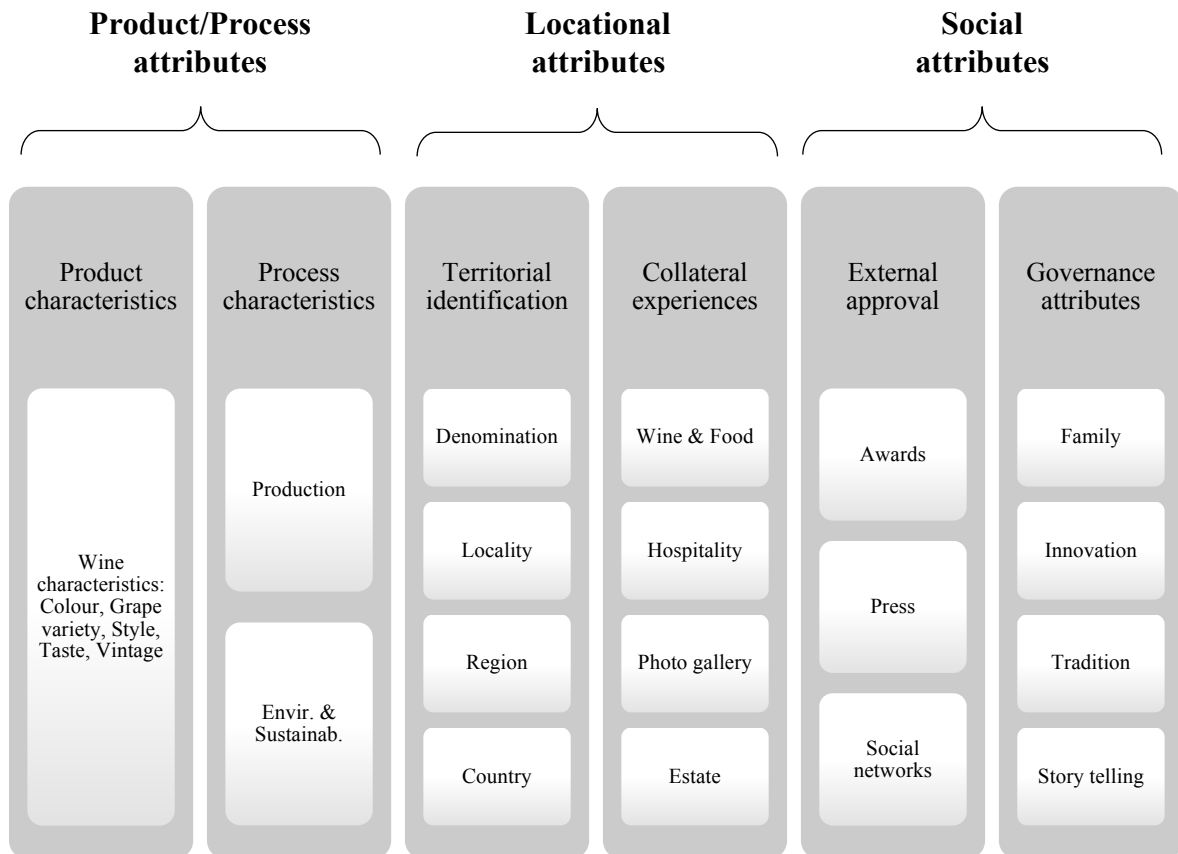 Product/Process
attributes
Locational
attributes
Social
attributes
Product
characteristics
Process
characteristics
Territorial
identification
Collateral
experiences
External
approval
Governance
attributes
Wine
characteristics:
Colour, Grape
variety, Style,
Taste, Vintage
Production
Envir. &
Sustainab.
Denomination
Locality
Region
Country
Wine & Food
Hospitality
Photo gallery
Estate
Awards
Press
Social
networks
Family
Innovation
Tradition
Story telling